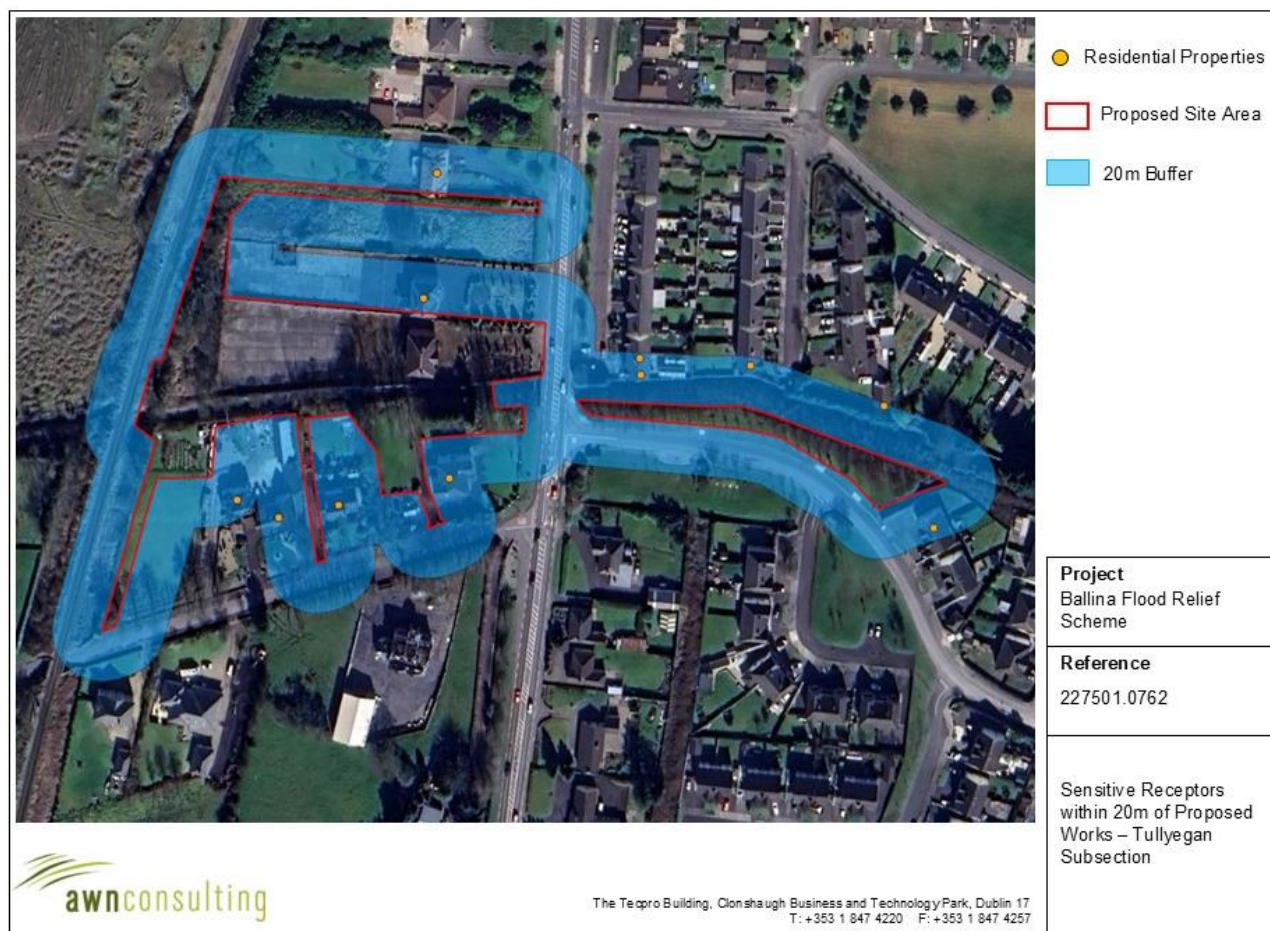 Residential Properties
Proposed Site Area
20m Buffer
Project
Ballina Flood Relief
Scheme
Reference
227501.0762
Sensitive Receptors
within 20m of Proposed
Works – Tullyegan
Subsection
awnconsulting
The Tecpro Building, Clonshaugh Business and Technology Park, Dublin 17
T: +353 1 847 4220 F: +353 1 847 4257